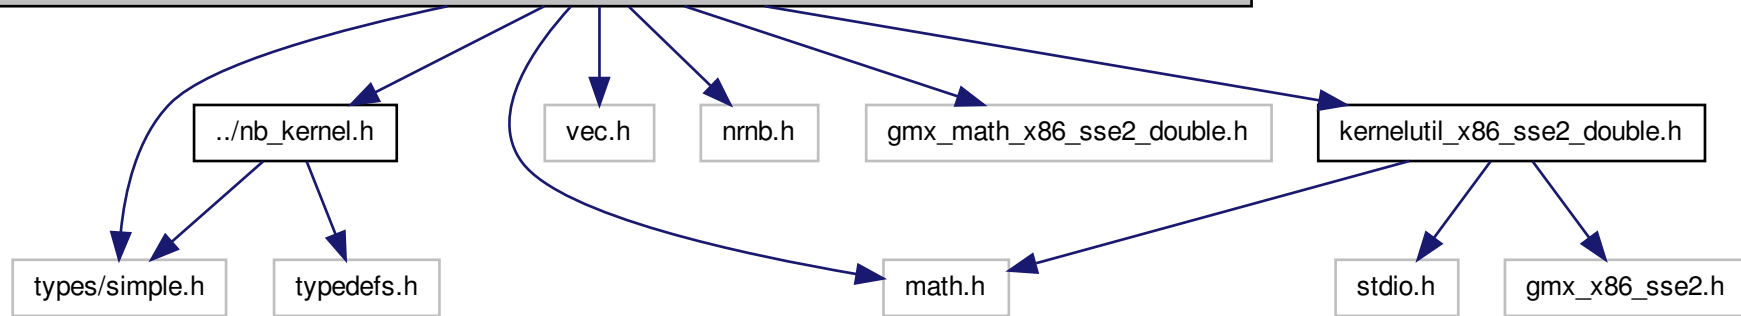 ../nb_kernel.h
vec.h
nrnb.h
gmx_math_x86_sse2_double.h
kernelutil_x86_sse2_double.h
types/simple.h
typedefs.h
math.h
stdio.h
gmx_x86_sse2.h